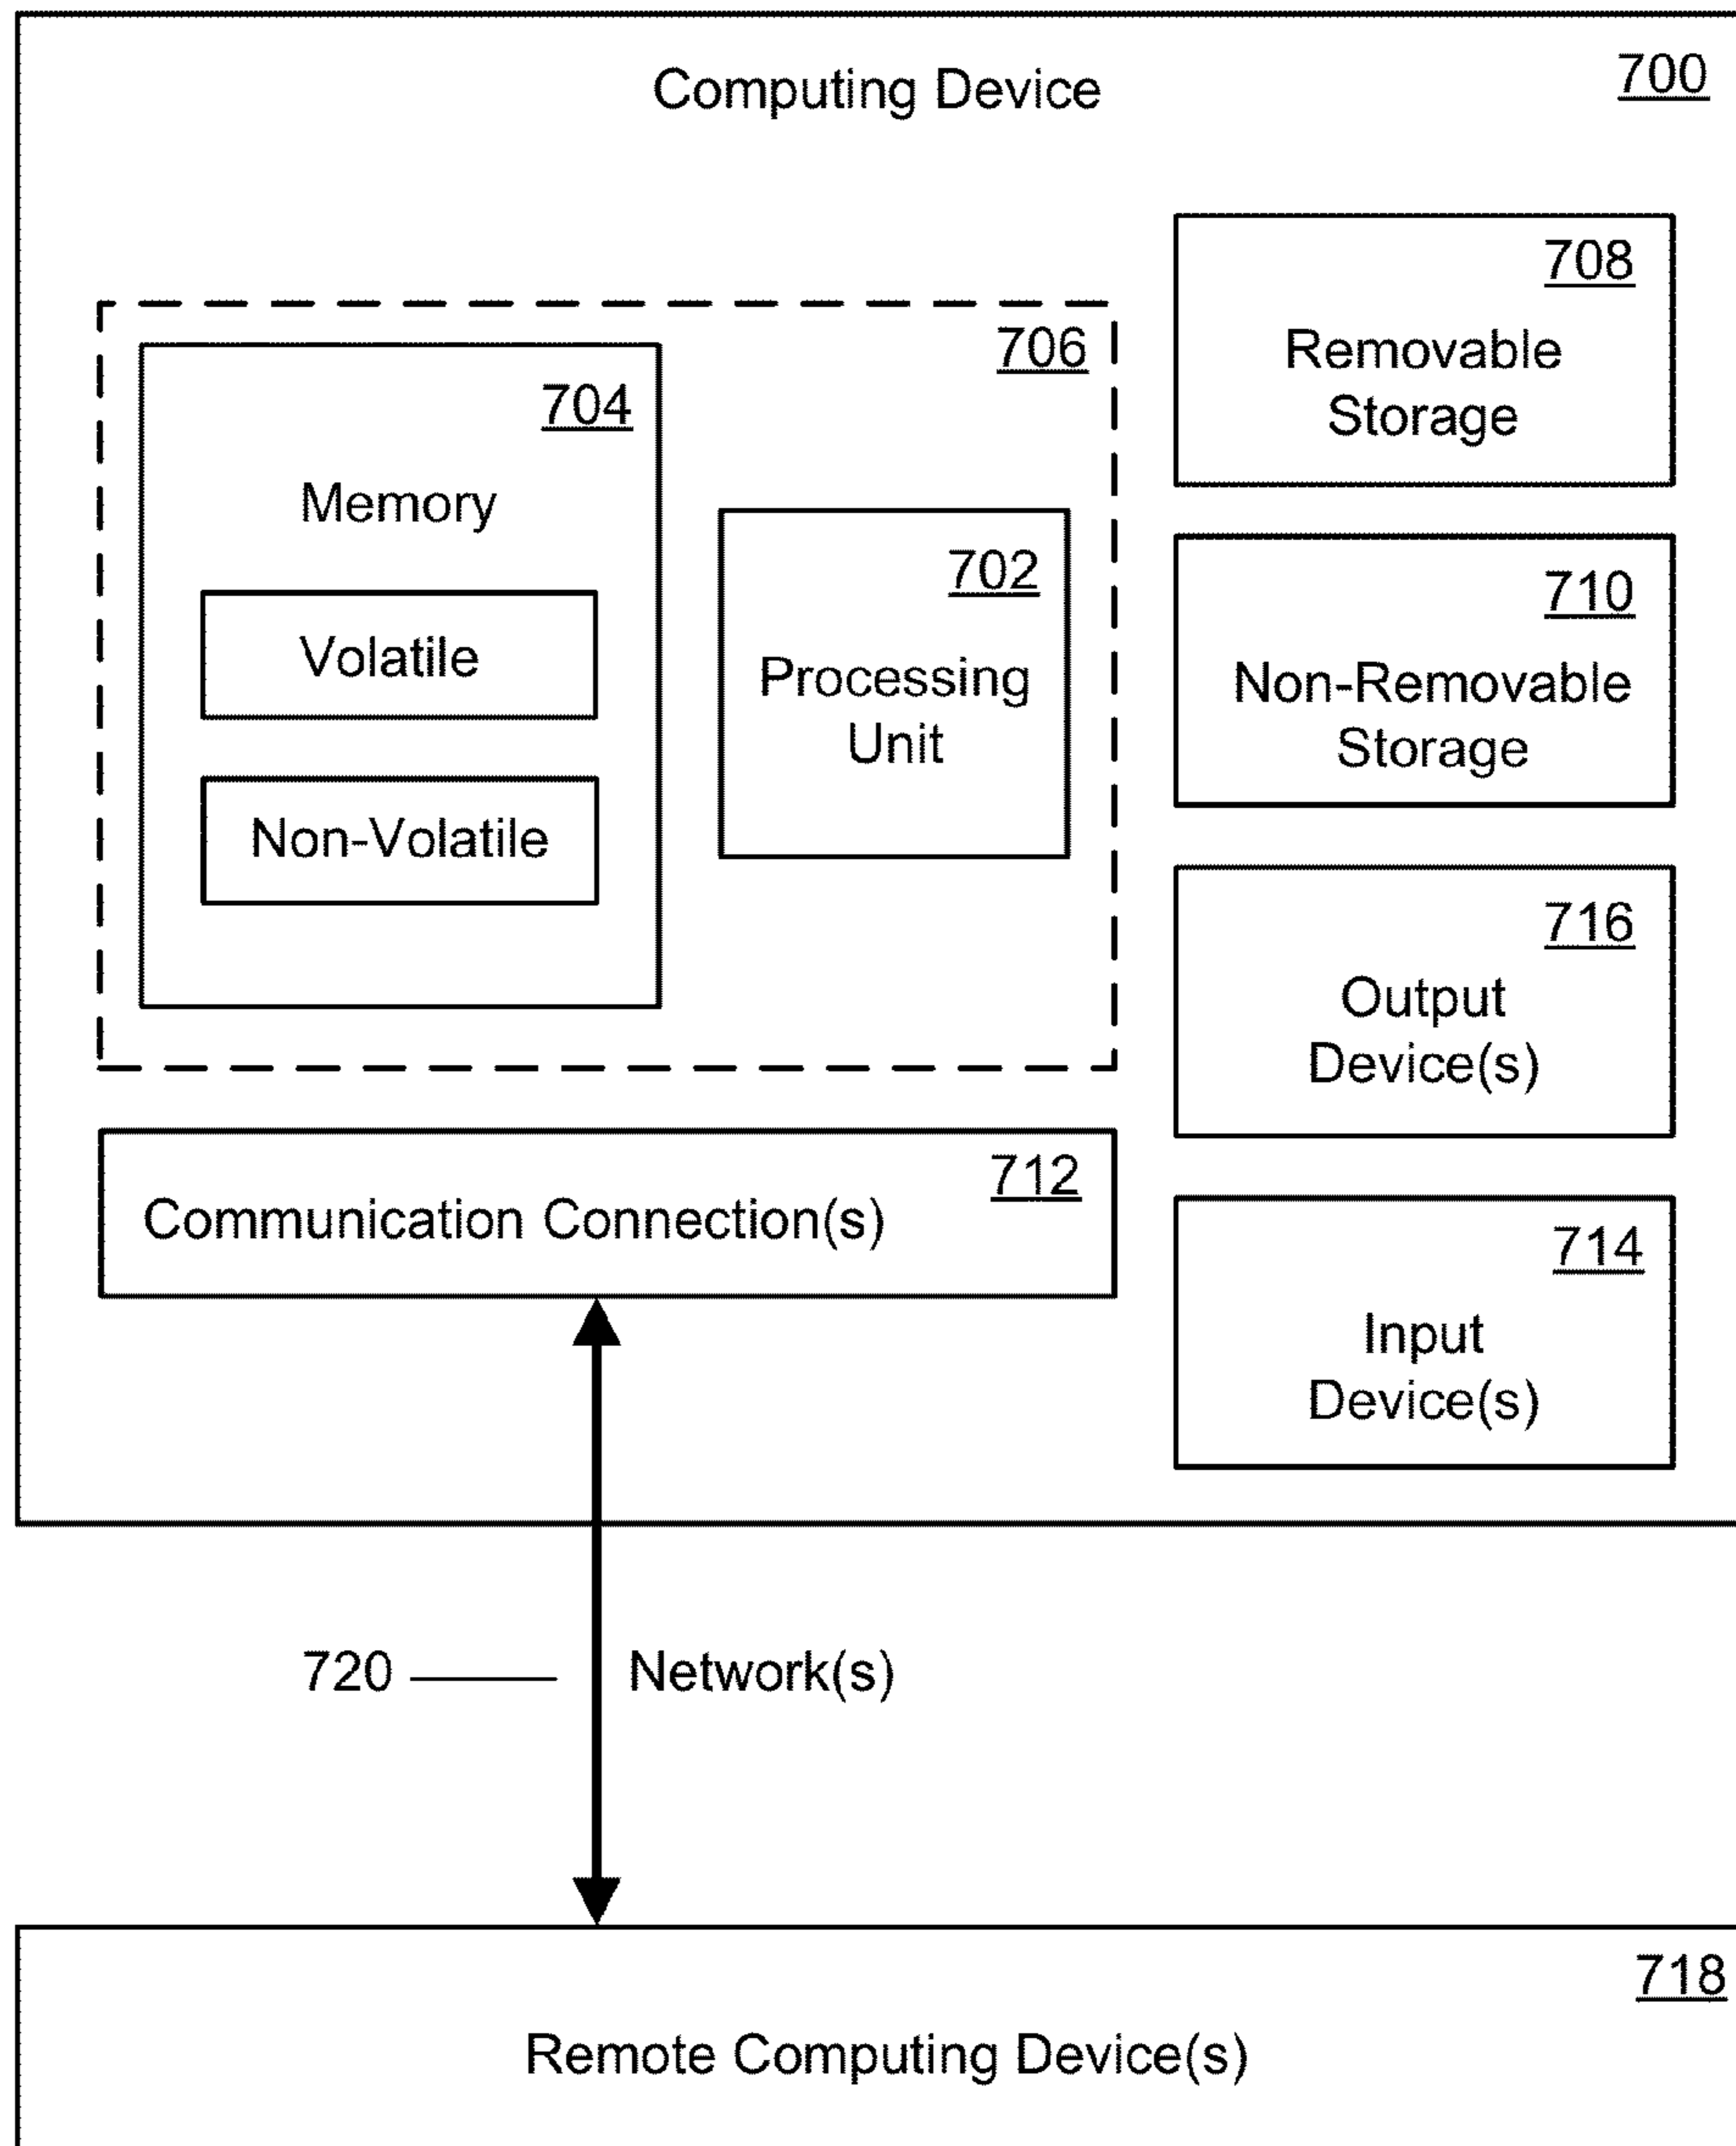 Computing Device
700
706
704
Memory
Volatile
Non-Volatile
702
Processing
Unit
708
Removable
Storage
710
Non-Removable
Storage
716
Output
Device(s)
712
Communication Connection(s)
714
Input
Device(s)
720
Network(s)
718
Remote Computing Device(s)